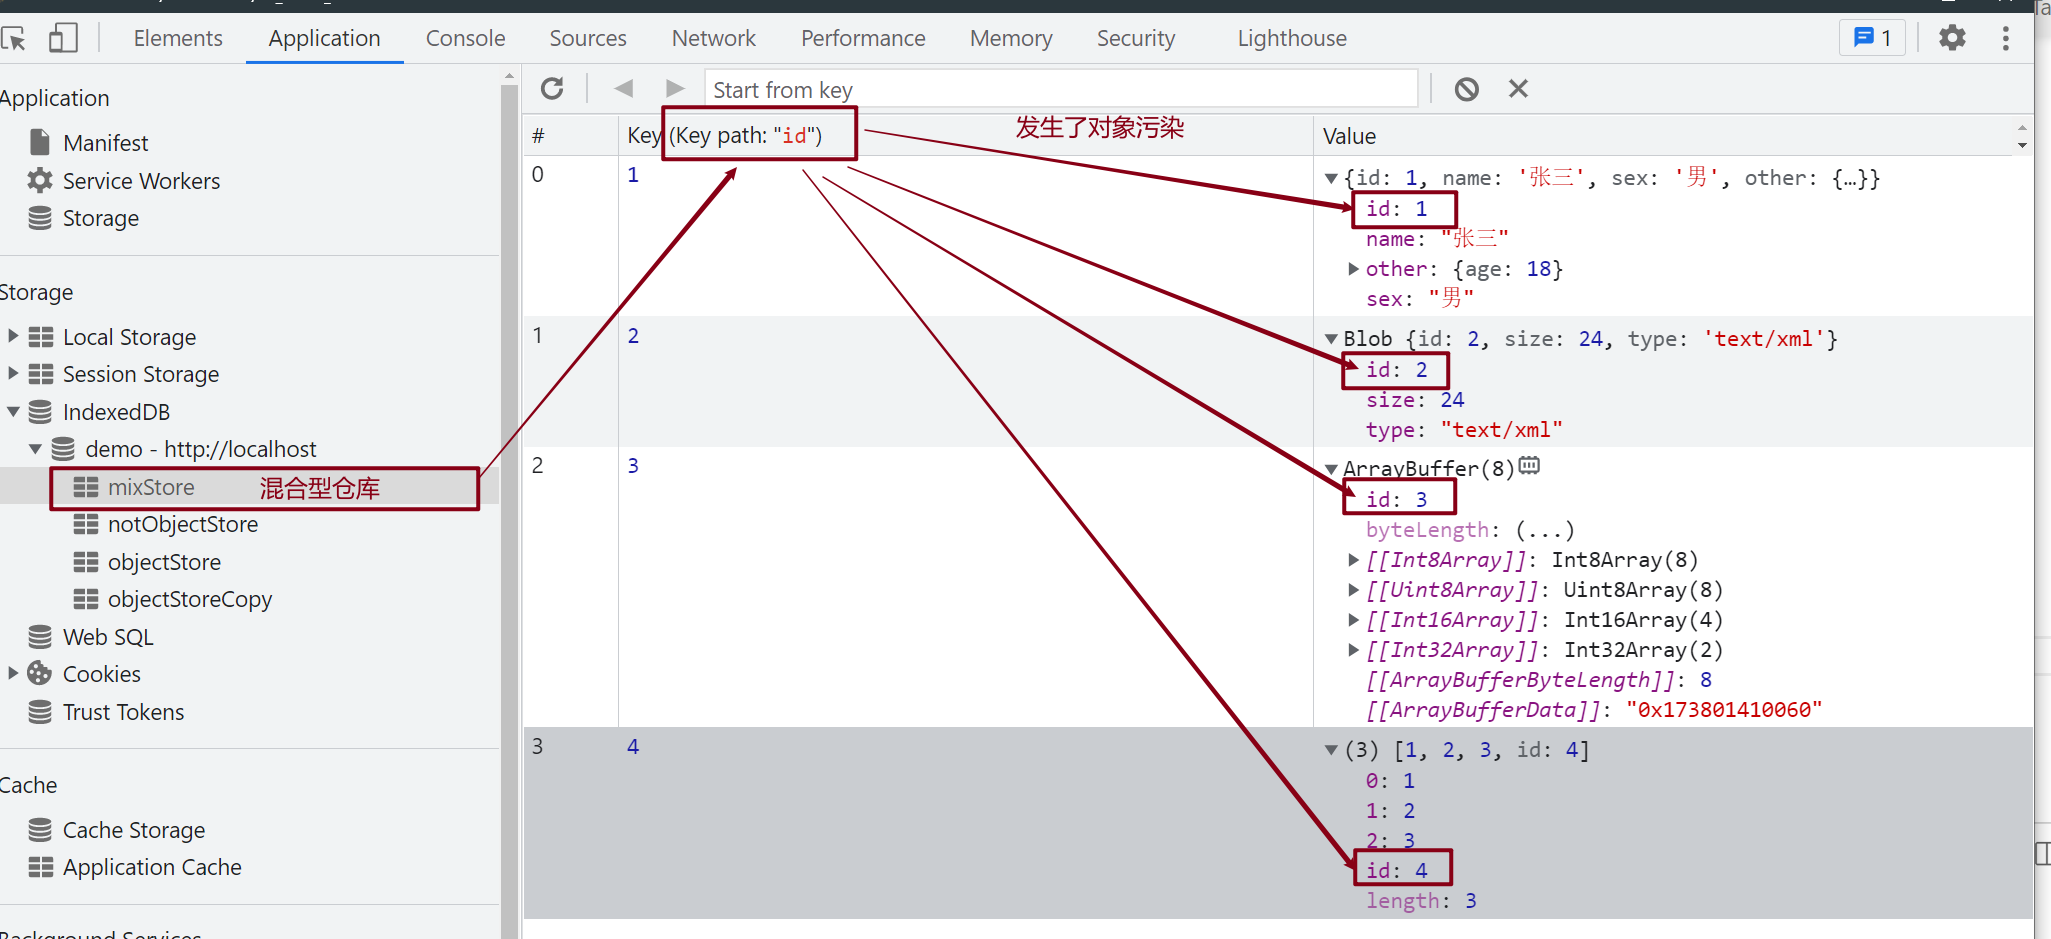 Elements Application Console Sources Network Performance Memory Security Lighthouse 1
Application
Manifest
Service Workers
Storage
Storage
Local Storage
Session Storage
IndexedDB
demo - http://localhost
mixStore 混合型仓库
notObjectStore
objectStore
objectStoreCopy
Web SQL
Cookies
Trust Tokens
Cache
Cache Storage
Application Cache
Background Services
Start from key
# Key (Key path: "id") 发生了对象污染 Value
0 1 {id: 1, name: '张三', sex: '男', other: {…}}
id: 1
name: "张三"
other: {age: 18}
sex: "男"
1 2 Blob {id: 2, size: 24, type: 'text/xml'}
id: 2
size: 24
type: "text/xml"
2 3 ArrayBuffer(8)
id: 3
byteLength: (...)
[[Int8Array]]: Int8Array(8)
[[Uint8Array]]: Uint8Array(8)
[[Int16Array]]: Int16Array(4)
[[Int32Array]]: Int32Array(2)
[[ArrayBufferByteLength]]: 8
[[ArrayBufferData]]: "0x173801410060"
3 4 (3) [1, 2, 3, id: 4]
0: 1
1: 2
2: 3
id: 4
length: 3